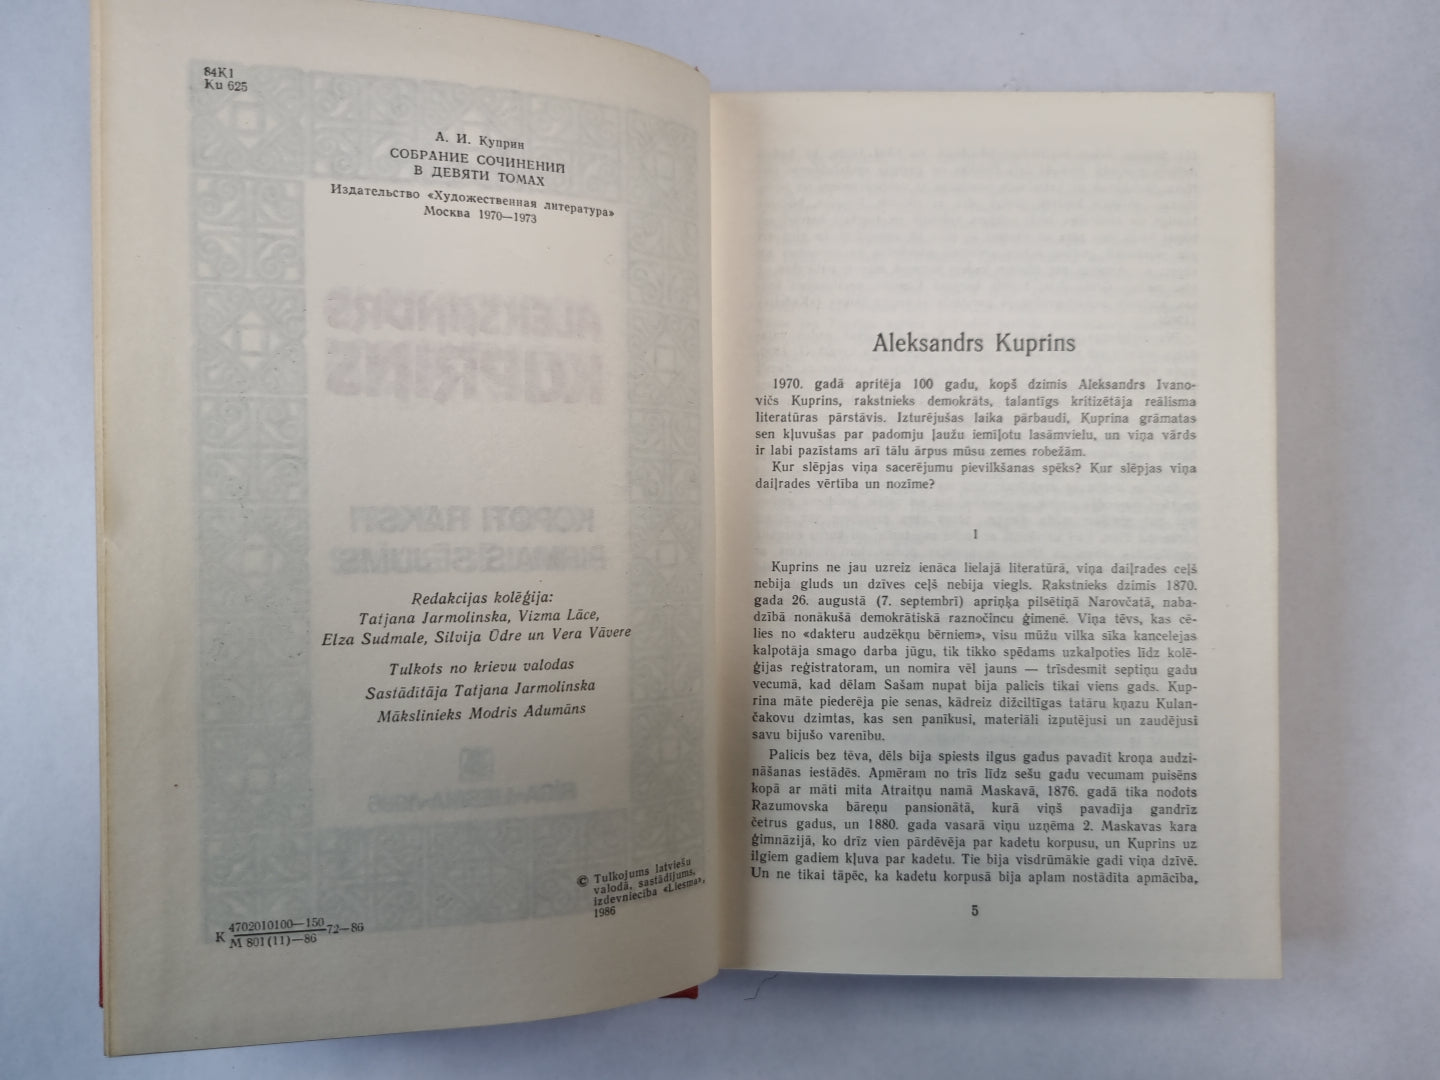 84K1
Ku 625
А. И. Куприн
СОБРАНИЕ СОЧИНЕНИЙ
В ДЕВЯТИ ТОМАХ
Издательство «Художественная литература»
Москва 1970—1973
ALEKSANDRS
KUPRINS
KOPOTI RAKSTI
PIRMAIS SĒJUMS
Redakcijas kolēģija:
Tatjana Jarmolinska, Vizma Lāce,
Elza Sudmale, Silvija Ūdre un Vera Vāvere
Tulkots no krievu valodas
Sastādītāja Tatjana Jarmolinska
Mākslinieks Modris Adumāns
© Tulkojums latviešu
valodā, sastādījums,
izdevniecība «Liesma»,
1986
K 4702010100—150 72—86
M 801(11)—86
Aleksandrs Kuprins
1970. gadā apritēja 100 gadu, kopš dzimis Aleksandrs Ivano-
vičs Kuprins, rakstnieks demokrāts, talantīgs kritizētāja reālisma
literatūras pārstāvis. Izturējušas laika pārbaudi, Kuprina grāmatas
sen kļuvušas par padomju ļaužu iemīļotu lasāmvielu, un viņa vārds
ir labi pazīstams arī tālu ārpus mūsu zemes robežām.
Kur slēpjas viņa sacerējumu pievilkšanas spēks? Kur slēpjas viņa
daiļrades vērtība un nozīme?
I
Kuprins ne jau uzreiz ienāca lielajā literatūrā, viņa daiļrades ceļš
nebija gluds un dzīves ceļš nebija viegls. Rakstnieks dzimis 1870.
gada 26. augustā (7. septembrī) apriņķa pilsētiņā Narovčatā, naba-
dzībā nonākušā demokrātiskā raznočincu ģimenē. Viņa tēvs, kas cē-
lies no «dakteru audzēkņu bērniem», visu mūžu vilka sīka kancelejas
kalpotāja smago darba jūgu, tik tikko spēdams uzkalpoties līdz kolē-
ģijas reģistratoram, un nomira vēl jauns — trīsdesmit septiņu gadu
vecumā, kad dēlam Sašam nupat bija palicis tikai viens gads. Kup-
rina māte piederēja pie senas, kādreiz dižciltīgas tatāru kņazu Kulan-
čakovu dzimtas, kas sen panīkusi, materiāli izputējusi un zaudējusi
savu bijušo varenību.
Palicis bez tēva, dēls bija spiests ilgus gadus pavadīt kroņa audzi-
nāšanas iestādēs. Apmēram no trīs līdz sešu gadu vecumam puisēns
kopā ar māti mita Atraitņu namā Maskavā, 1876. gadā tika nodots
Razumovska bāreņu pansionātā, kurā viņš pavadīja gandrīz
četrus gadus, un 1880. gada vasarā viņu uzņēma 2. Maskavas kara
ģimnāzijā, ko drīz vien pārdēvēja par kadetu korpusu, un Kuprins uz
ilgiem gadiem kļuva par kadetu. Tie bija visdrūmākie gadi viņa dzīvē.
Un ne tikai tāpēc, ka kadetu korpusā bija aplam nostādīta apmācība,
5